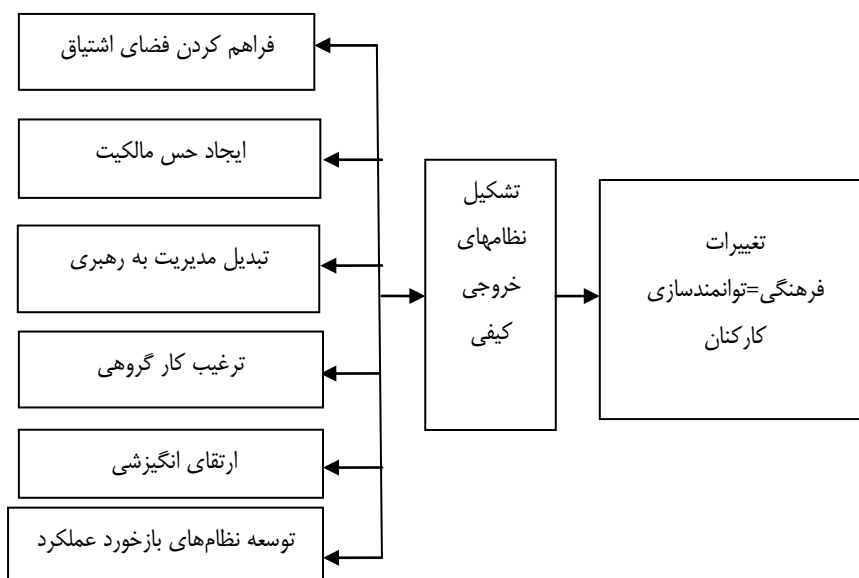 فراهم کردن فضای اشتیاق
ایجاد حس مالکیت
تبدیل مدیریت به رهبری
ترغیب کار گروهی
ارتقای انگیزشی
توسعه نظام‌های بازخورد عملکرد
تشکیل
نظامهای
خروجی
کیفی
تغییرات
فرهنگی=توانمندسازی
کارکنان